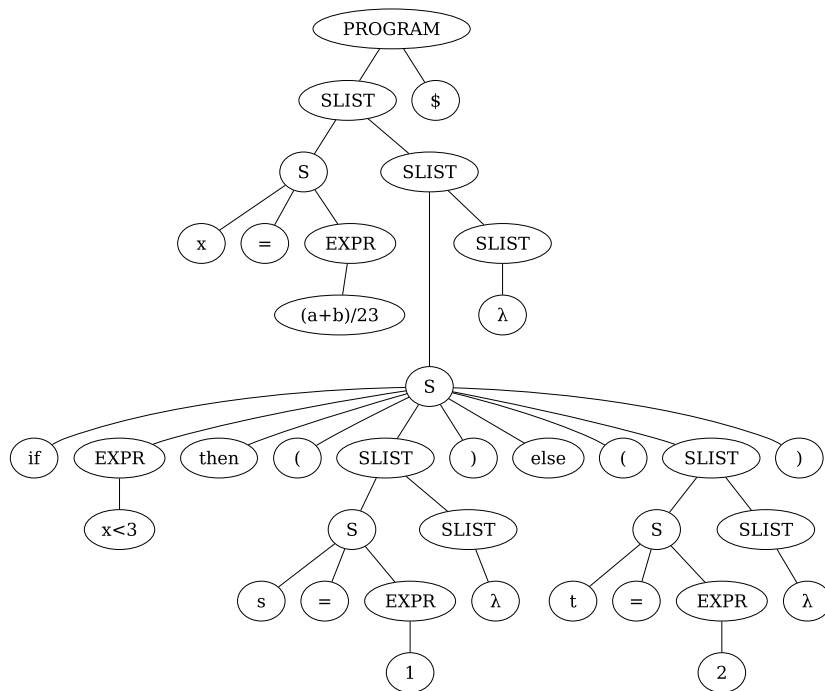 PROGRAM
SLIST $
S SLIST
x = EXPR SLIST
(a+b)/23 λ
S
if EXPR then ( SLIST ) else ( SLIST )
x<3 S SLIST S SLIST
s = EXPR λ t = EXPR λ
1 2